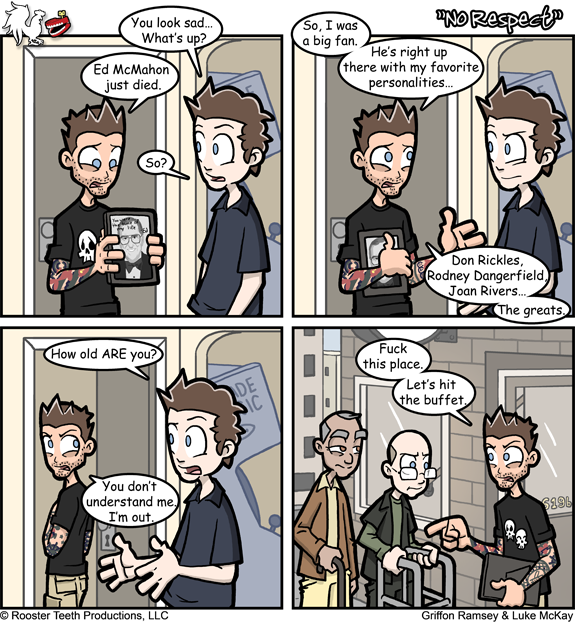 "No Respect"
You look sad...
What's up?
Ed McMahon
just died.
So?
So, I was
a big fan.
He's right up
there with my favorite
personalities...
Don Rickles,
Rodney Dangerfield,
Joan Rivers...
The greats.
How old ARE you?
You don't
understand me.
I'm out.
Fuck
this place.
Let's hit
the buffet.
5196
© Rooster Teeth Productions, LLC
Griffon Ramsey & Luke McKay